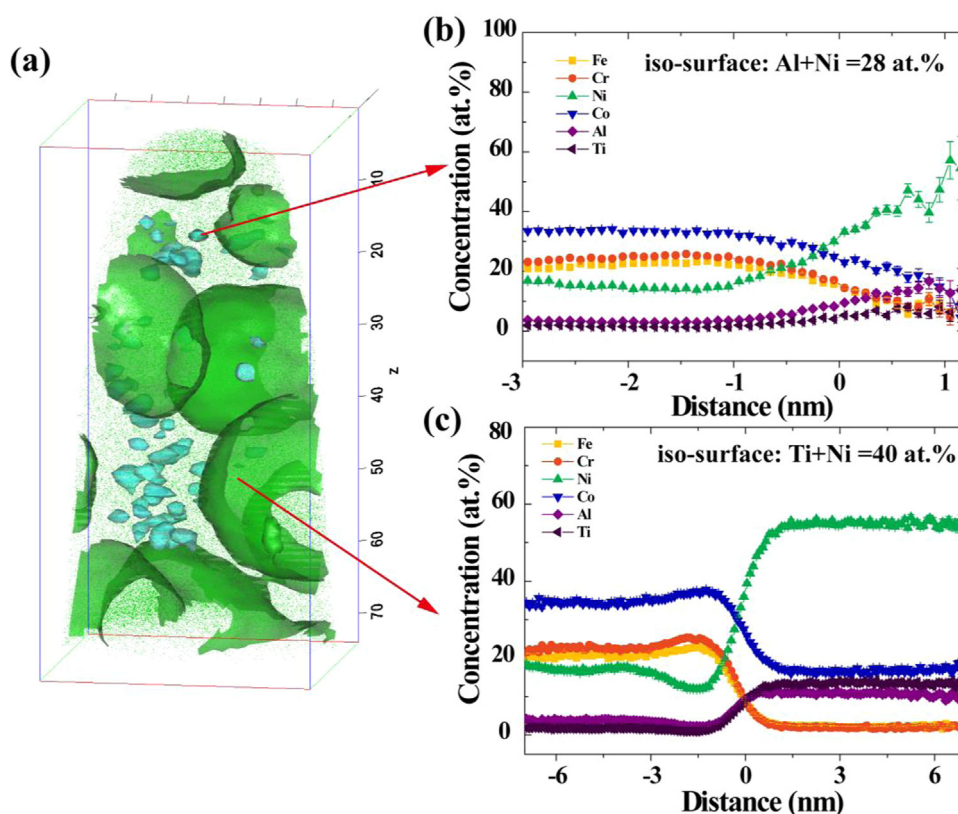 (a)
10
20
30
40
50
60
70
z
(b)
iso-surface: Al+Ni =28 at.%
Fe
Cr
Ni
Co
Al
Ti
Concentration (at.%)
100
80
60
40
20
0
-3 -2 -1 0 1
Distance (nm)
(c)
iso-surface: Ti+Ni =40 at.%
Fe
Cr
Ni
Co
Al
Ti
Concentration (at.%)
80
60
40
20
0
-6 -3 0 3 6
Distance (nm)